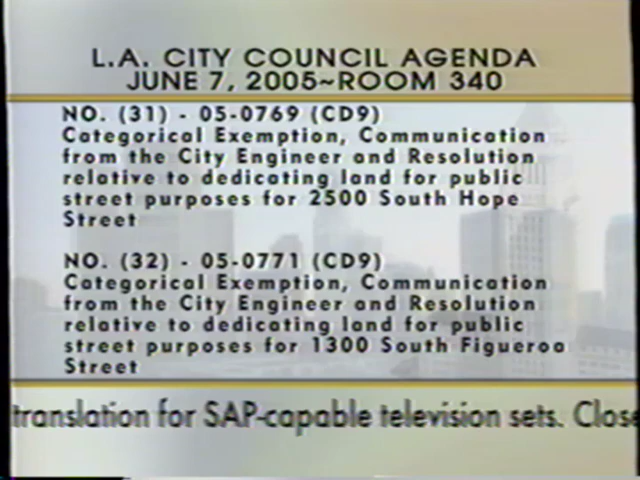 L.A. CITY COUNCIL AGENDA
JUNE 7, 2005~ROOM 340
NO. (31) - 05-0769 (CD9)
Categorical Exemption, Communication
from the City Engineer and Resolution
relative to dedicating land for public
street purposes for 2500 South Hope
Street
NO. (32) - 05-0771 (CD9)
Categorical Exemption, Communication
from the City Engineer and Resolution
relative to dedicating land for public
street purposes for 1300 South Figueroa
Street
translation for SAP-capable television sets. Close